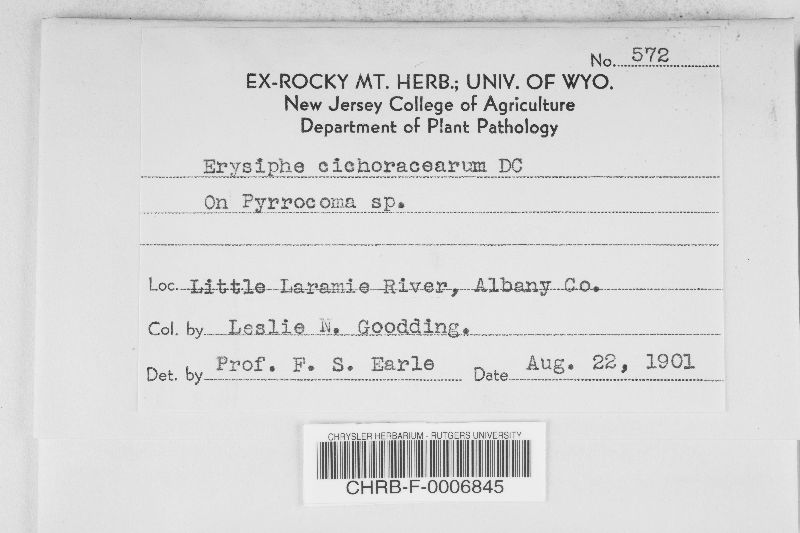 No. 572
EX-ROCKY MT. HERB.; UNIV. OF WYO.
New Jersey College of Agriculture
Department of Plant Pathology
Erysiphe cichoracearum DC
On Pyrrocoma sp.
Loc. Little Laramie River, Albany Co.
Col. by Leslie N. Goodding.
Det. by Prof. F. S. Earle Date Aug. 22, 1901
CHRYSLER HERBARIUM - RUTGERS UNIVERSITY
CHRB-F-0006845